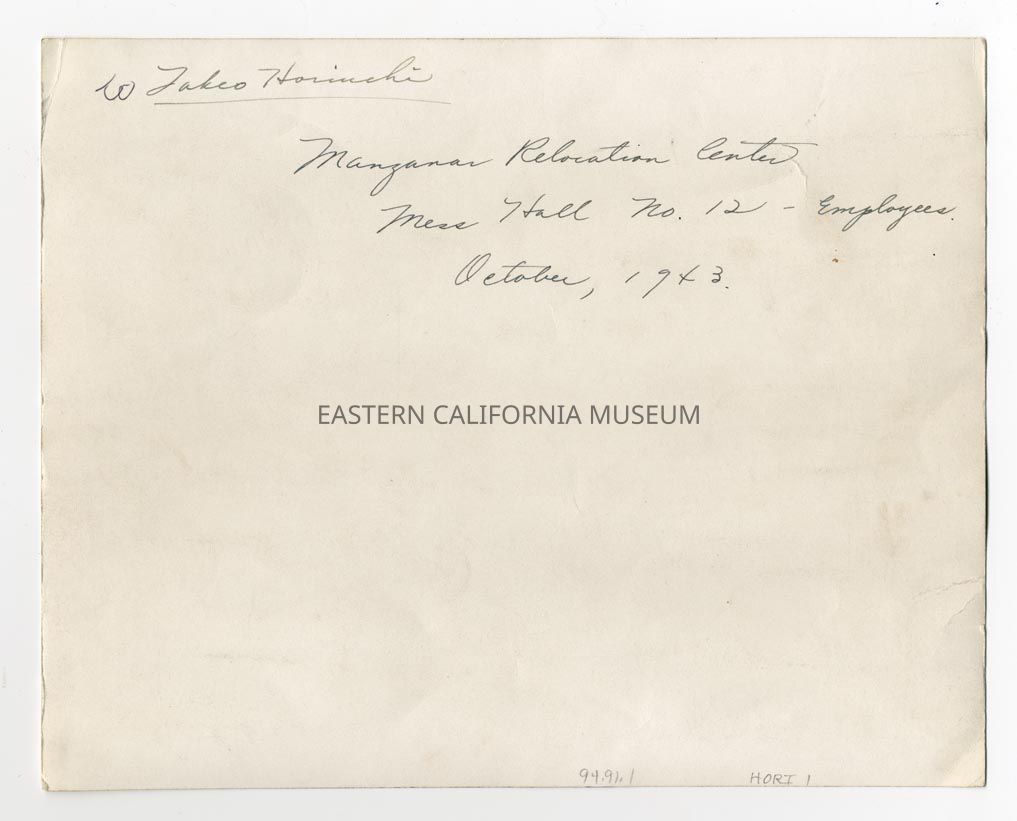 to Takeo Horiuchi
Manzanar Relocation Center
Mess Hall No. 12 - Employees.
October, 1943.
EASTERN CALIFORNIA MUSEUM
94.91.1
HORI 1